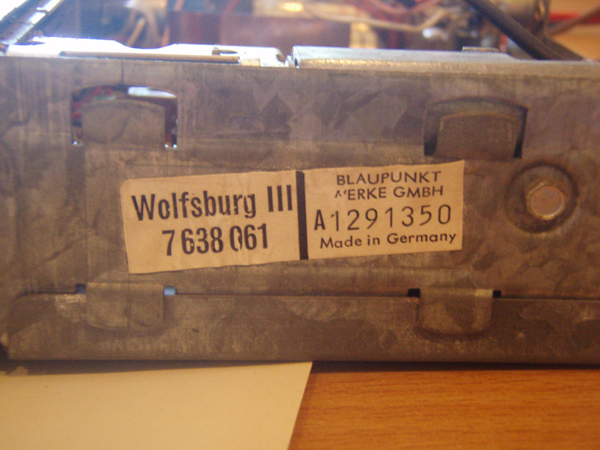 Wolfsburg III
7 638 061
BLAUPUNKT
WERKE GMBH
A1291350
Made in Germany